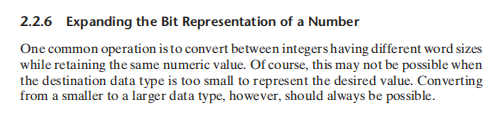 2.2.6 Expanding the Bit Representation of a Number
One common operation is to convert between integers having different word sizes
while retaining the same numeric value. Of course, this may not be possible when
the destination data type is too small to represent the desired value. Converting
from a smaller to a larger data type, however, should always be possible.